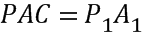 PAC = P₁A₁